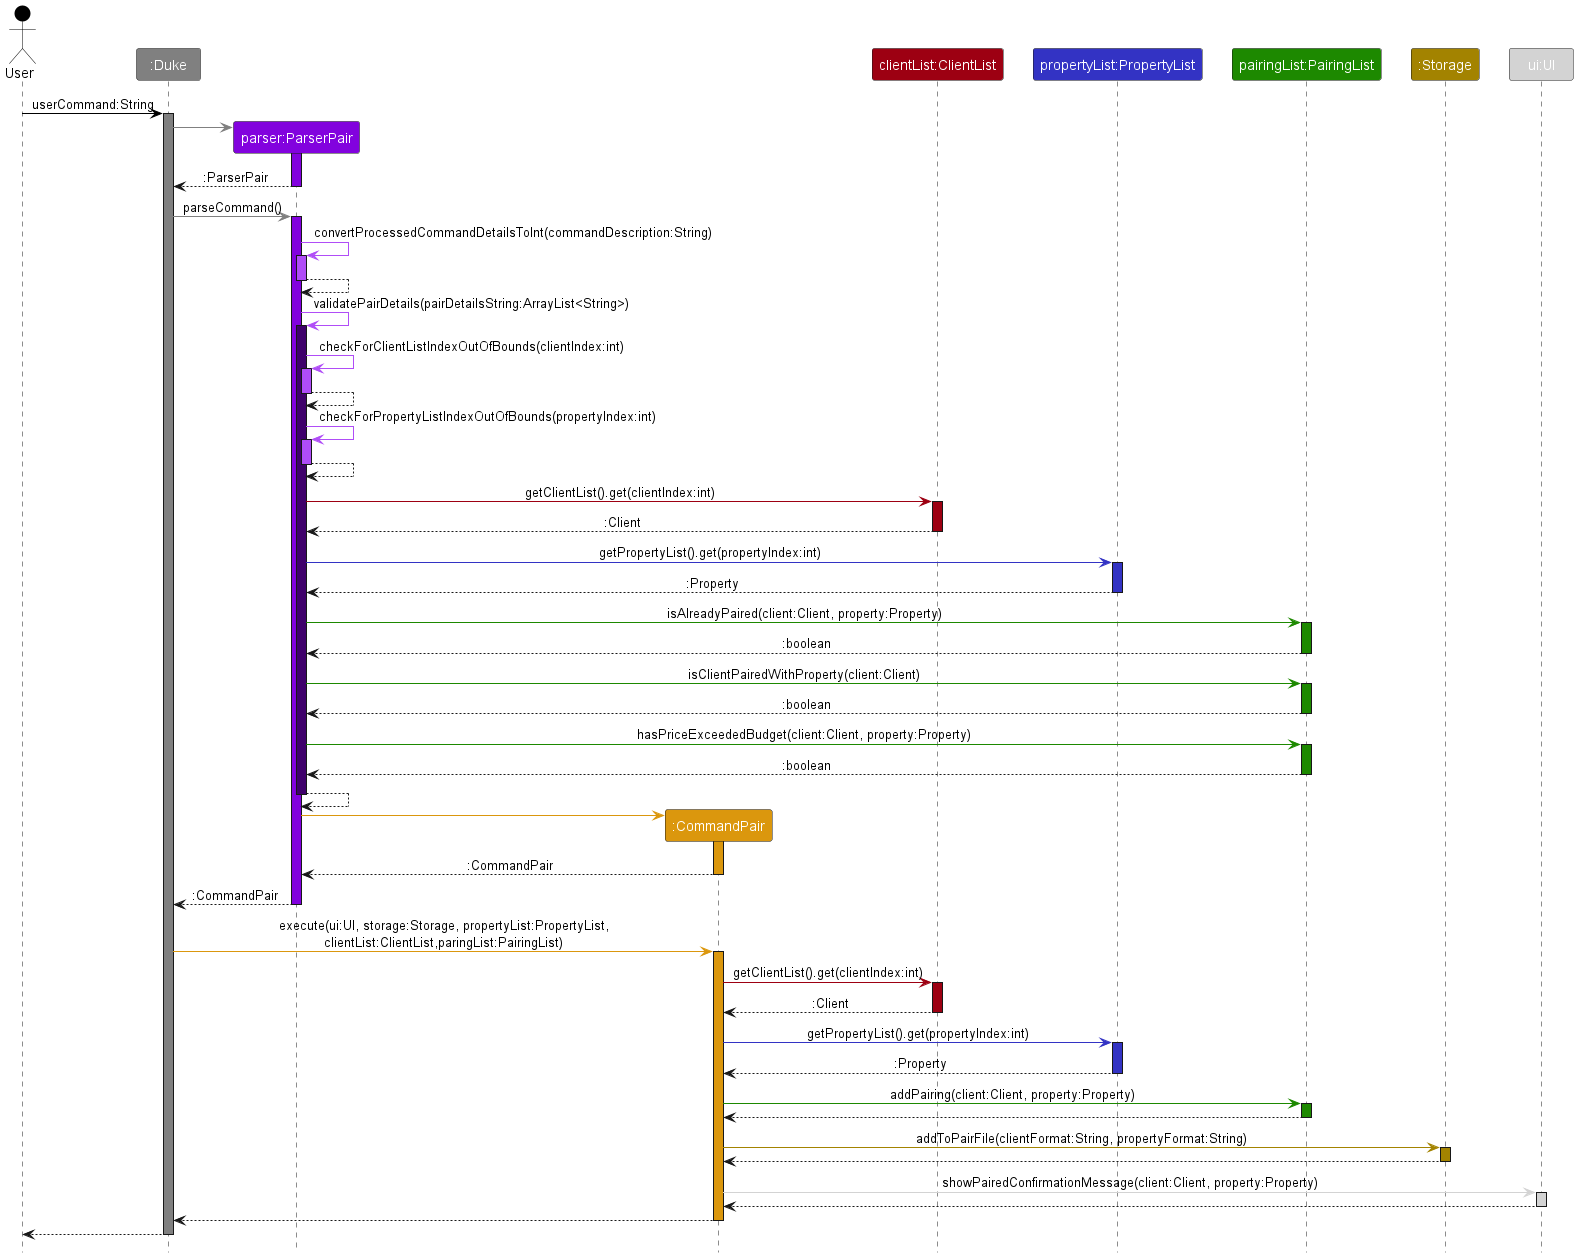 User
:Duke
clientList:ClientList
propertyList:PropertyList
pairingList:PairingList
:Storage
ui:UI
userCommand:String
parser:ParserPair
:ParserPair
parseCommand()
convertProcessedCommandDetailsToInt(commandDescription:String)
validatePairDetails(pairDetailsString:ArrayList<String>)
checkForClientListIndexOutOfBounds(clientIndex:int)
checkForPropertyListIndexOutOfBounds(propertyIndex:int)
getClientList().get(clientIndex:int)
:Client
getPropertyList().get(propertyIndex:int)
:Property
isAlreadyPaired(client:Client, property:Property)
:boolean
isClientPairedWithProperty(client:Client)
:boolean
hasPriceExceededBudget(client:Client, property:Property)
:boolean
:CommandPair
:CommandPair
:CommandPair
execute(ui:UI, storage:Storage, propertyList:PropertyList,
clientList:ClientList,paringList:PairingList)
getClientList().get(clientIndex:int)
:Client
getPropertyList().get(propertyIndex:int)
:Property
addPairing(client:Client, property:Property)
addToPairFile(clientFormat:String, propertyFormat:String)
showPairedConfirmationMessage(client:Client, property:Property)